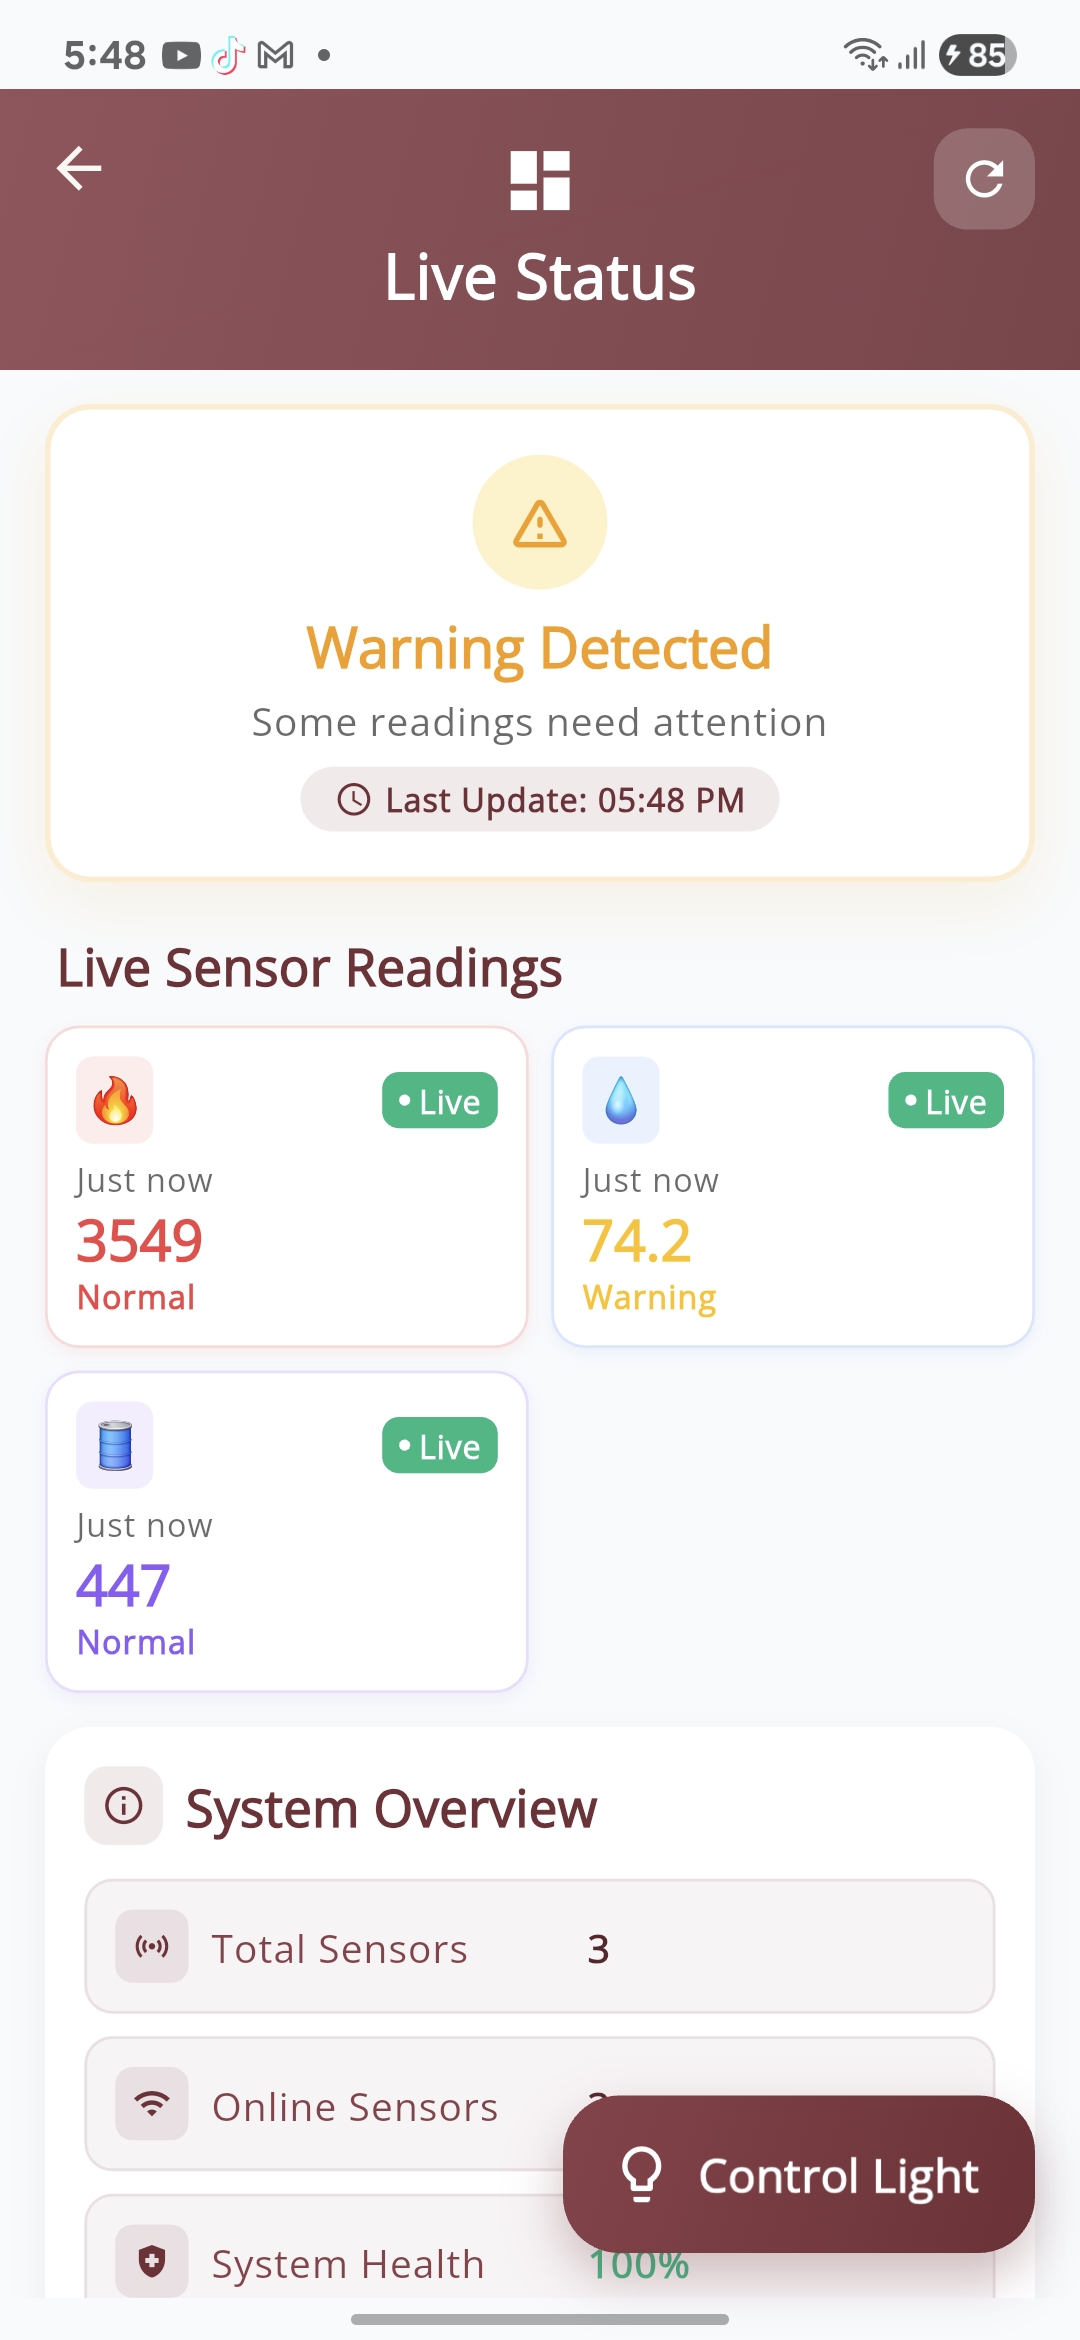 5:48
85
Live Status
Warning Detected
Some readings need attention
Last Update: 05:48 PM
Live Sensor Readings
Live
Just now
3549
Normal
Live
Just now
74.2
Warning
Live
Just now
447
Normal
System Overview
Total Sensors 3
Online Sensors
Control Light
System Health 100%